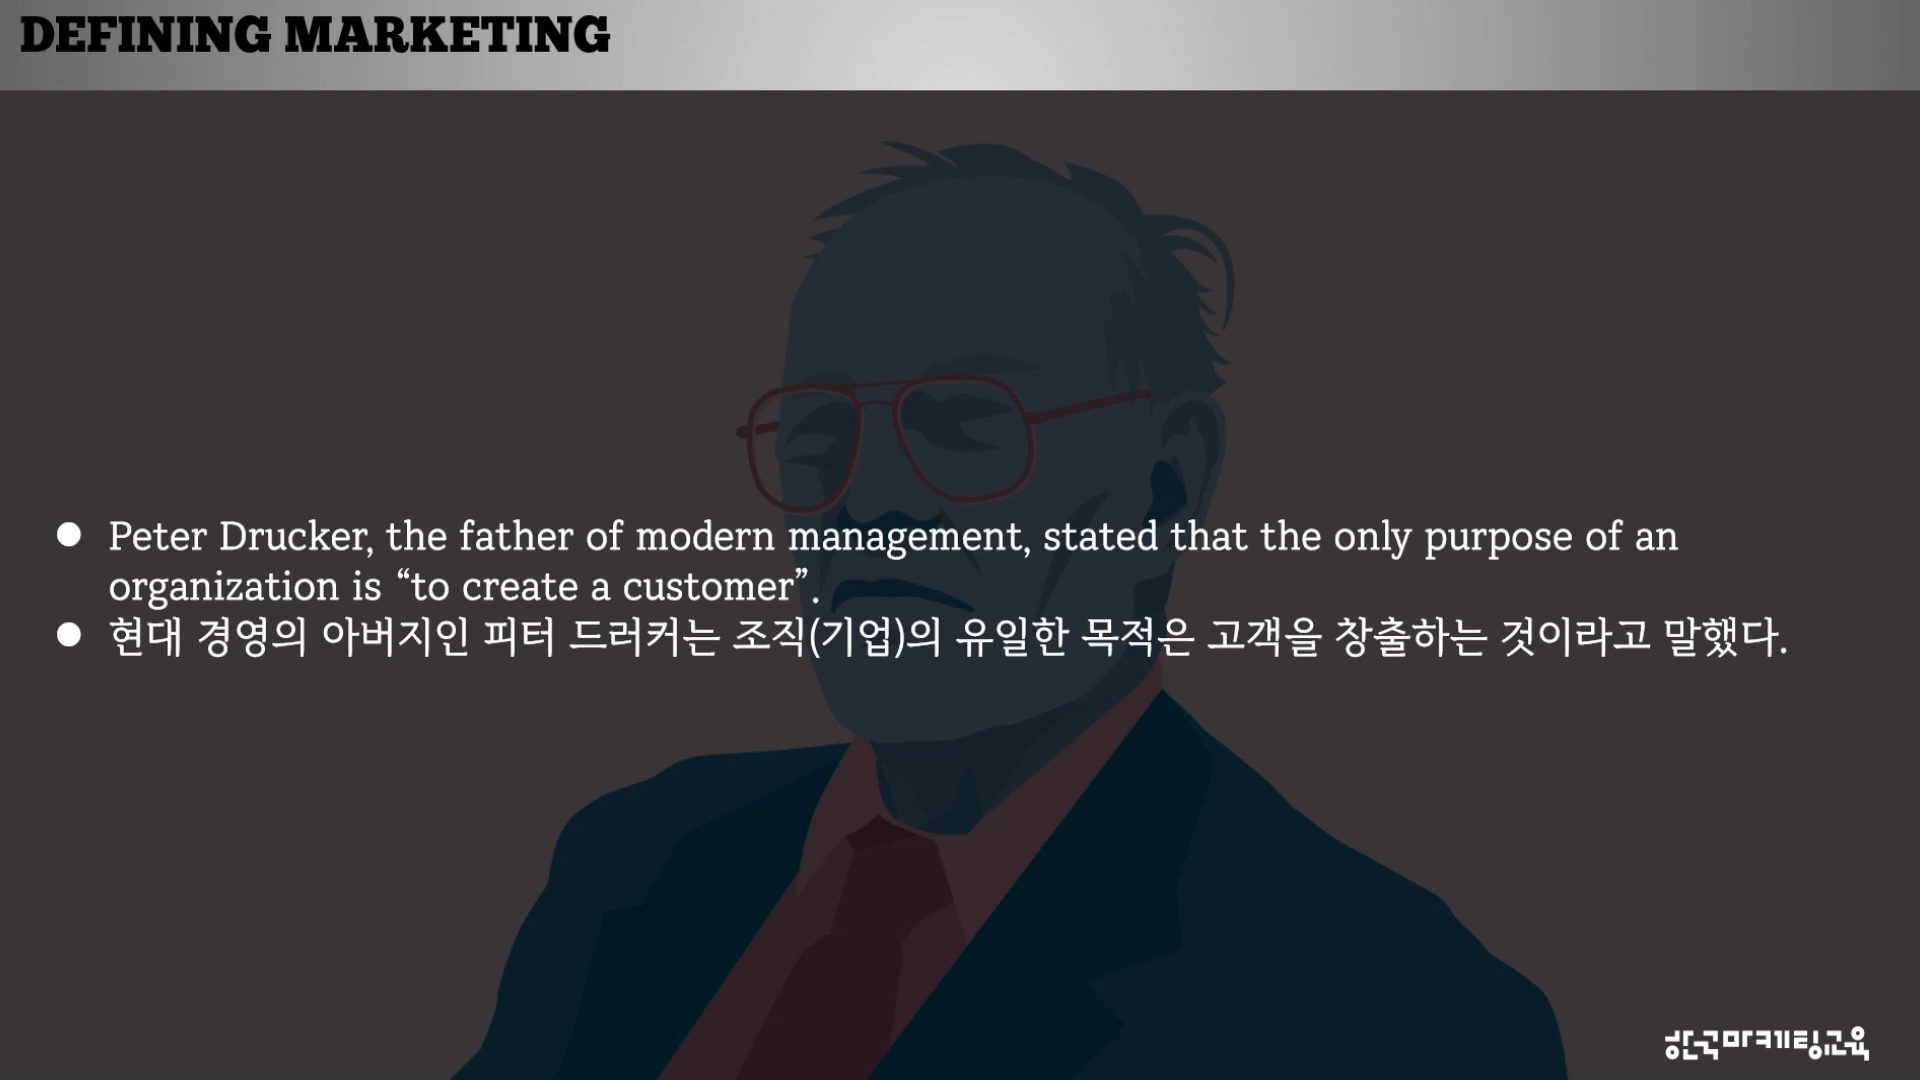 DEFINING MARKETING
● Peter Drucker, the father of modern management, stated that the only purpose of an
organization is “to create a customer”.
● 현대 경영의 아버지인 피터 드러커는 조직(기업)의 유일한 목적은 고객을 창출하는 것이라고 말했다.
한국마케팅교육